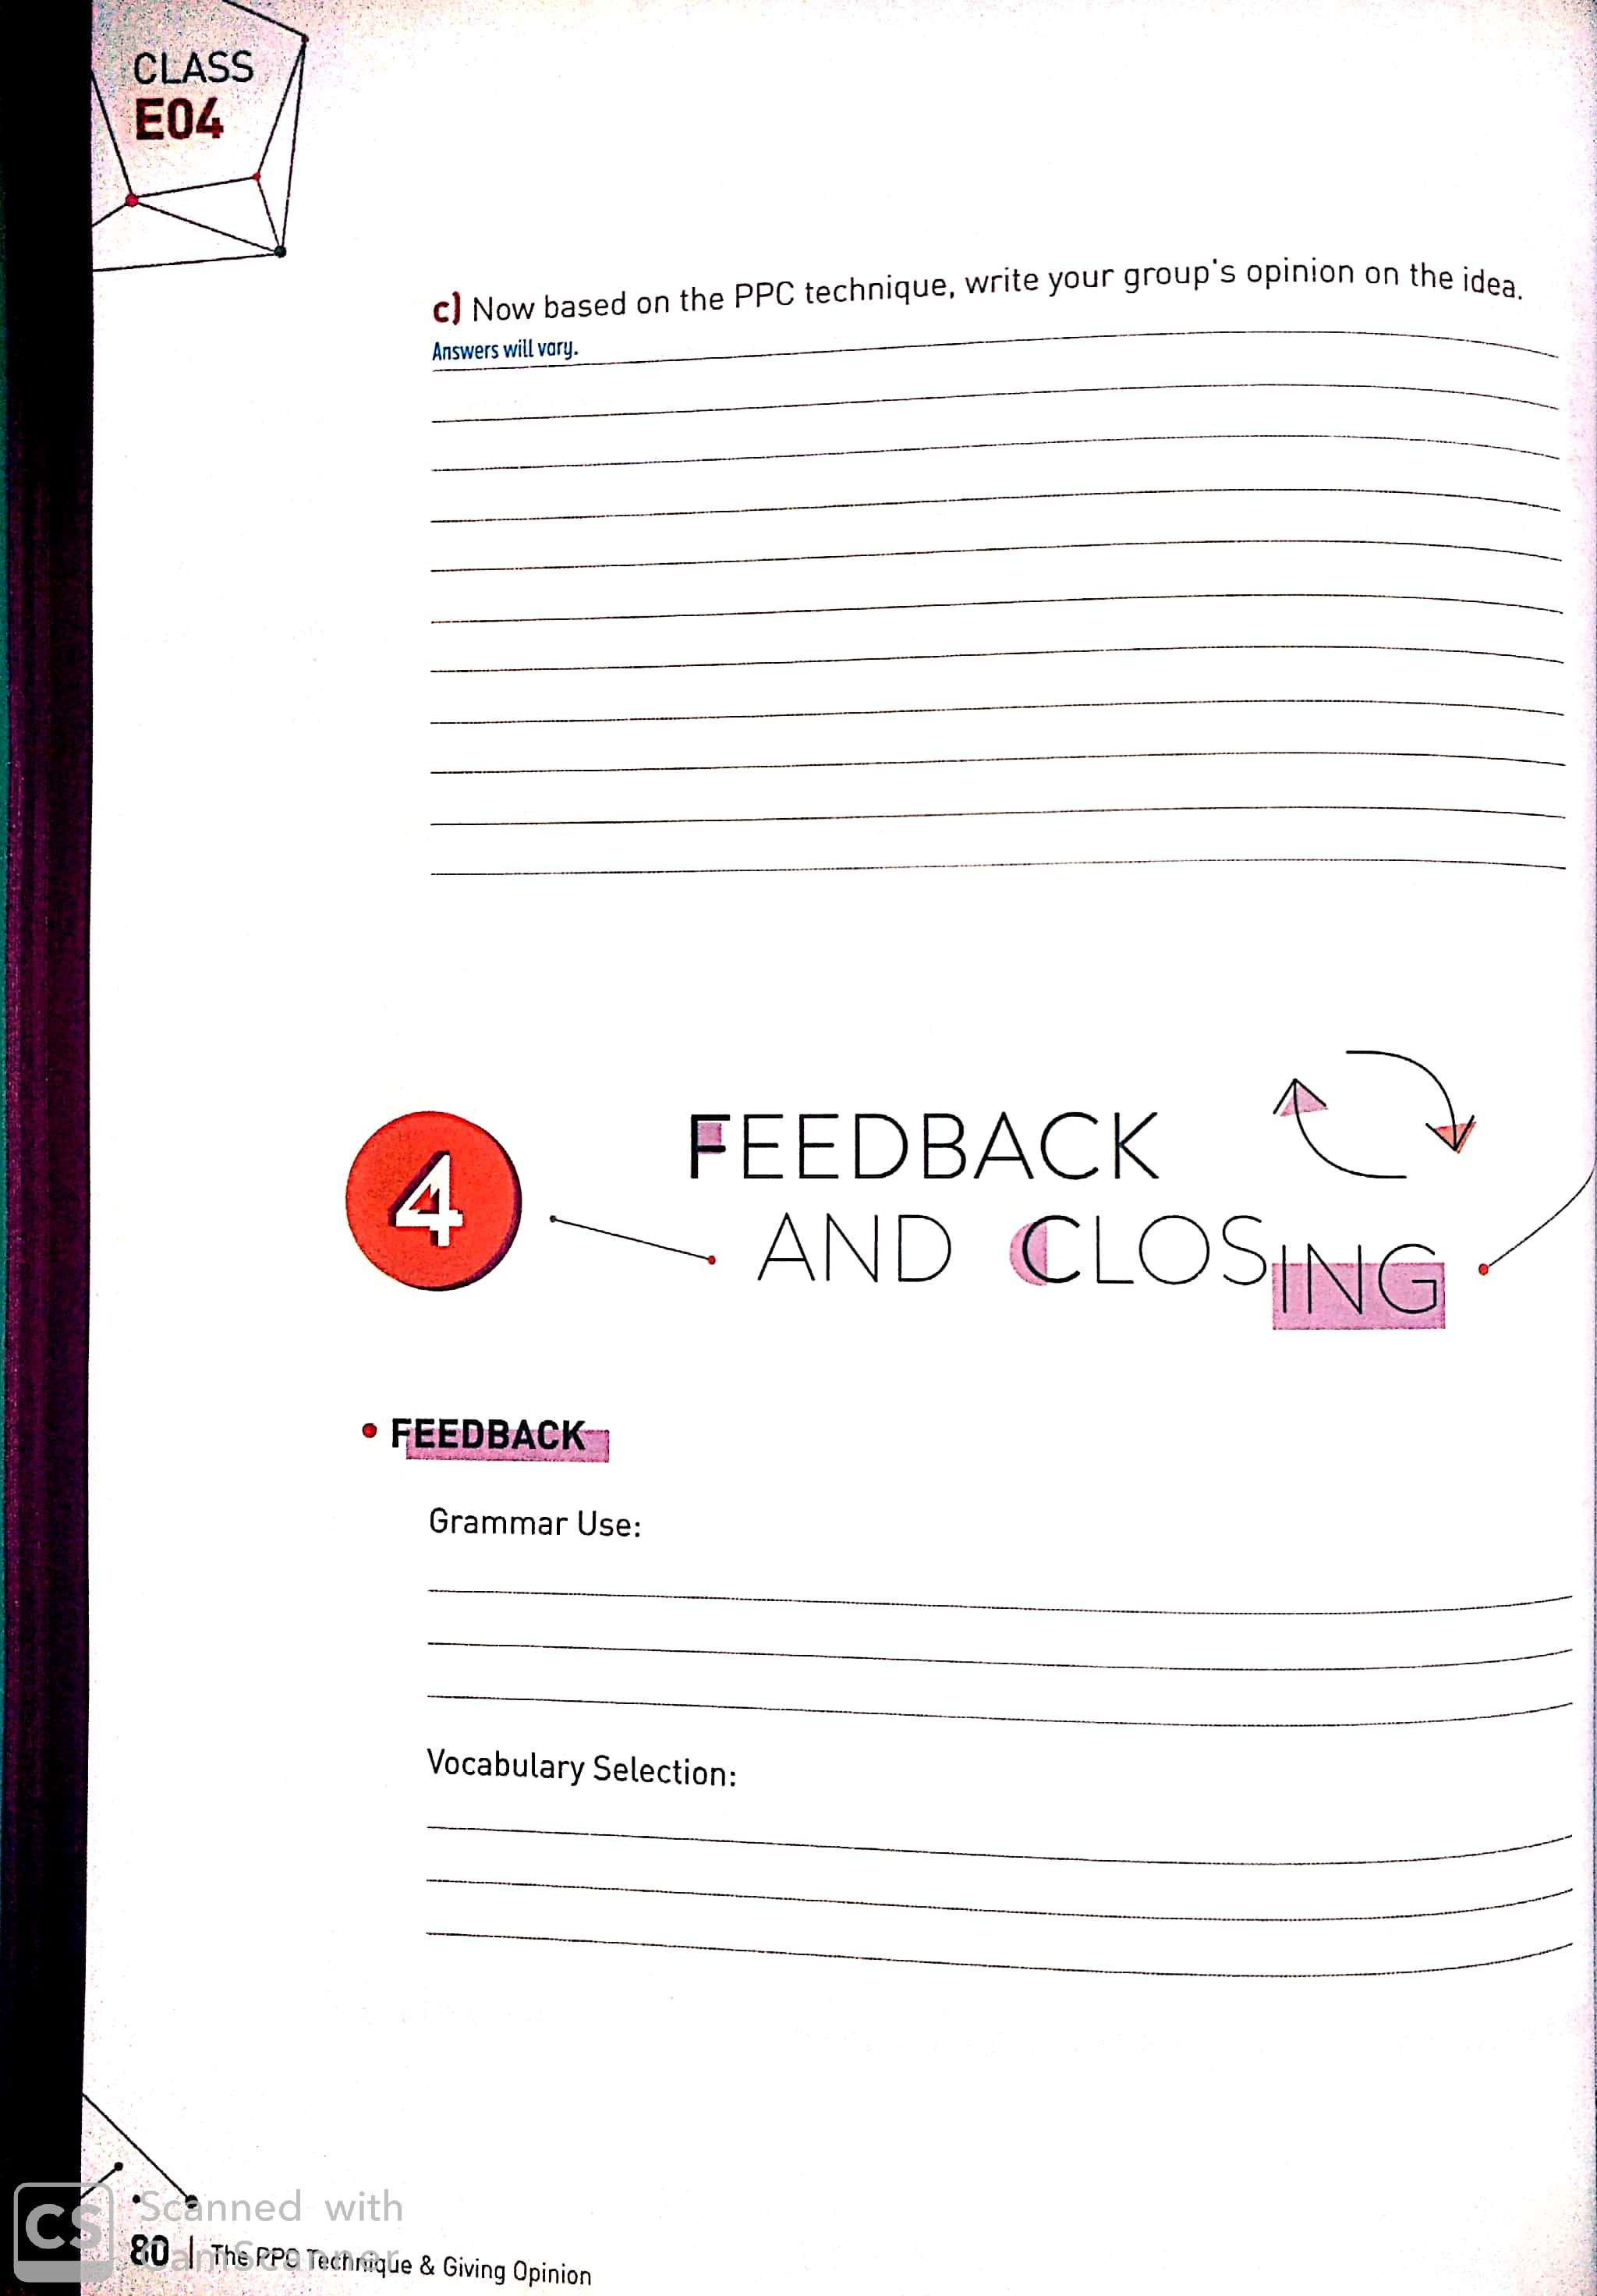 CLASS
E04
c) Now based on the PPC technique, write your group's opinion on the idea.
Answers will vary.
4
FEEDBACK
AND CLOSING
• FEEDBACK
Grammar Use:
Vocabulary Selection:
CS Scanned with
CamScanner
80 | The PPC Technique & Giving Opinion